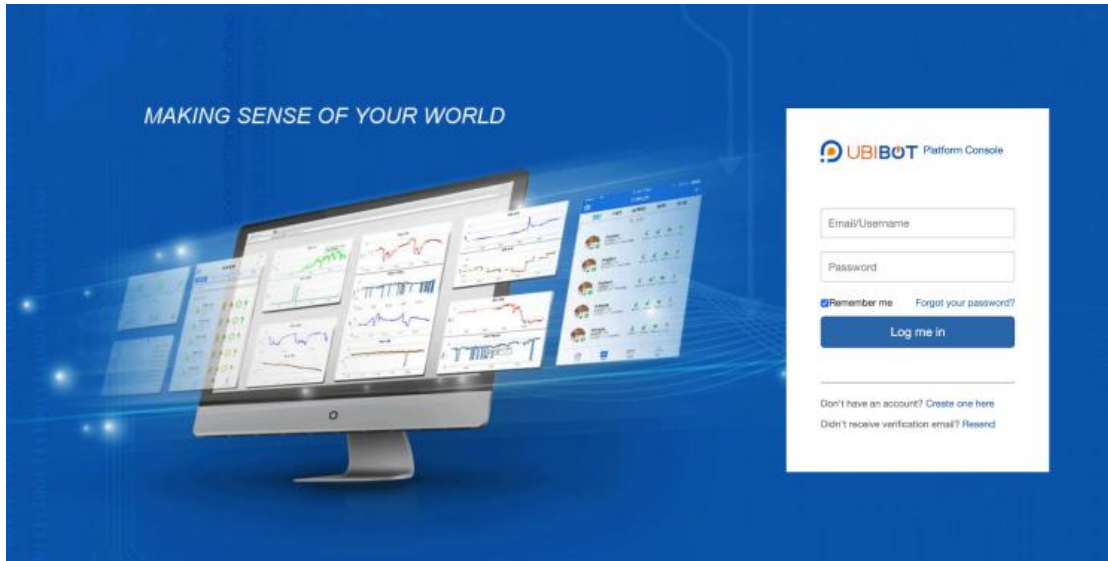 MAKING SENSE OF YOUR WORLD
UBIBOT Platform Console
Email/Username
Password
Remember me Forgot your password?
Log me in
Don't have an account? Create one here
Didn't receive verification email? Resend